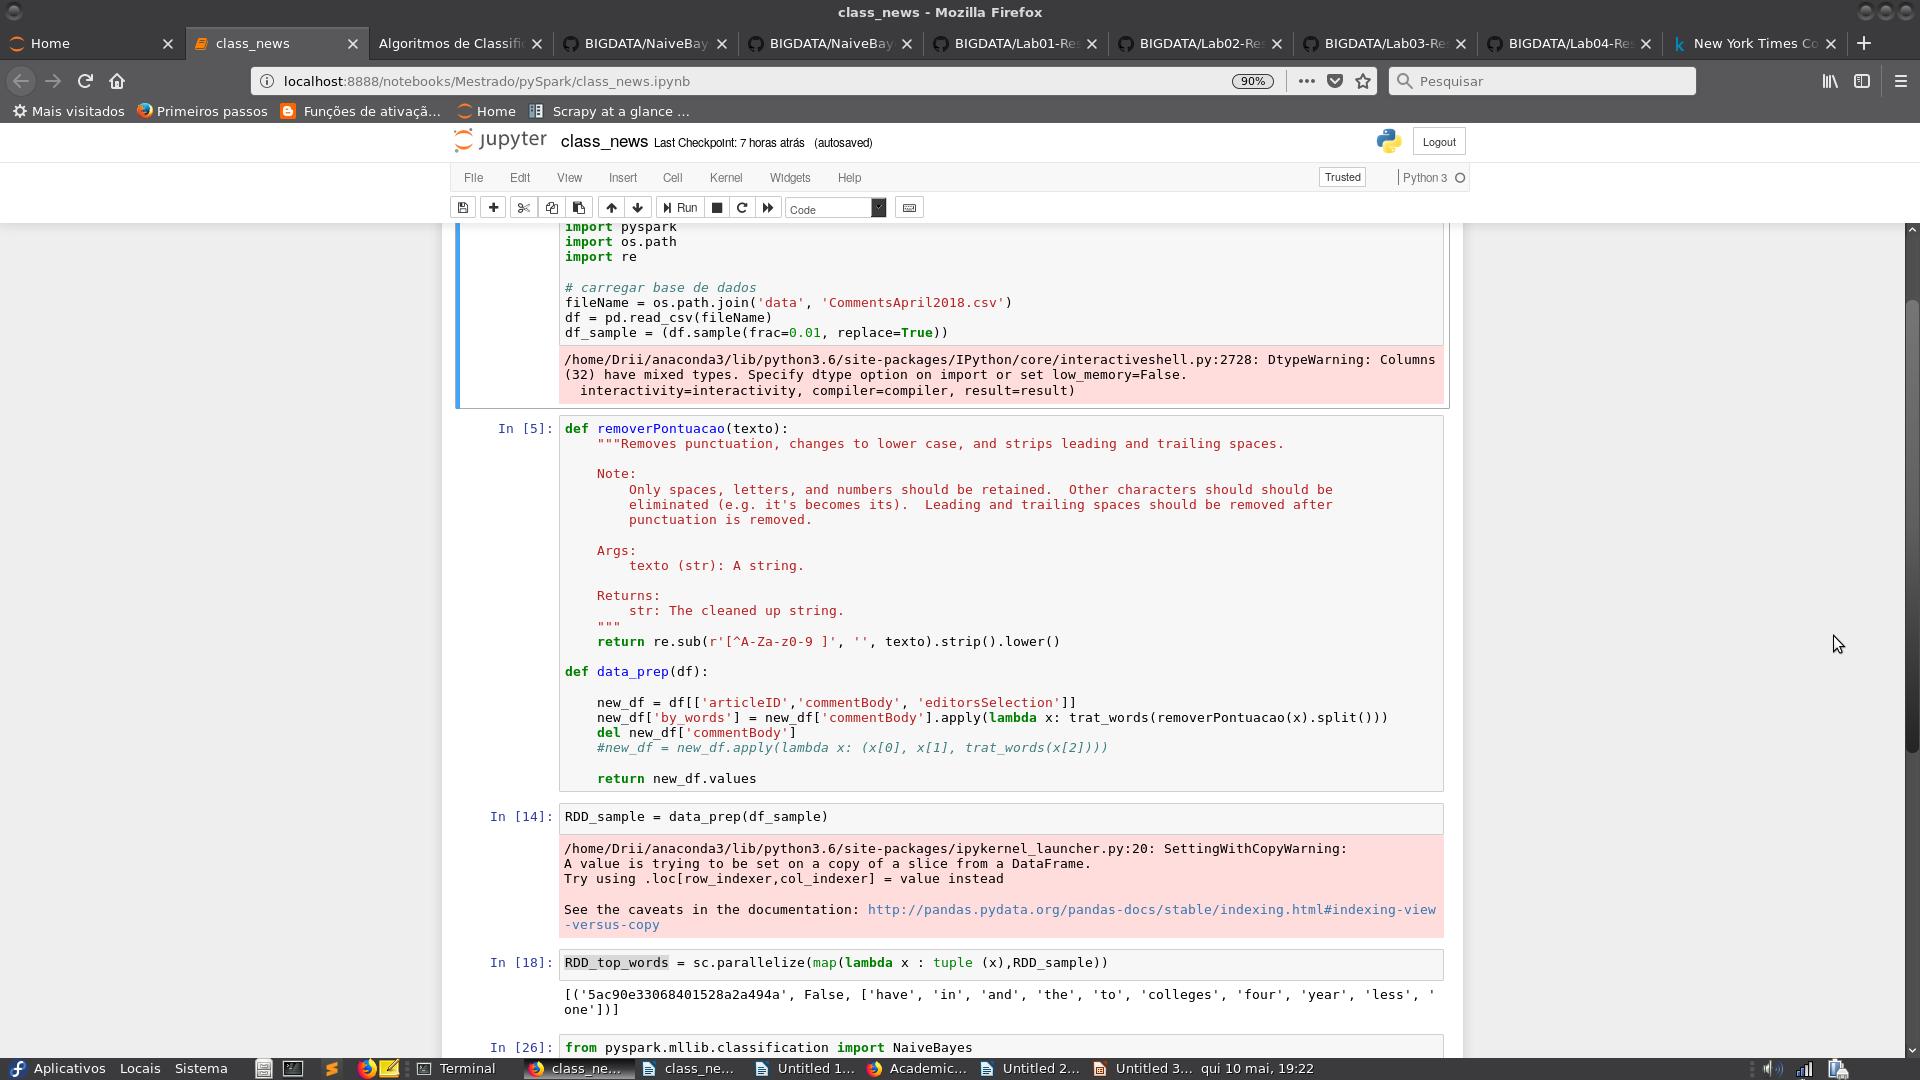 class_news - Mozilla Firefox
Home
class_news
Algoritmos de Classifi
BIGDATA/NaiveBay
BIGDATA/NaiveBay
BIGDATA/Lab01-Res
BIGDATA/Lab02-Res
BIGDATA/Lab03-Res
BIGDATA/Lab04-Res
New York Times Co
localhost:8888/notebooks/Mestrado/pySpark/class_news.ipynb
90%
Pesquisar
Mais visitados
Primeiros passos
Funções de ativaçã...
Home
Scrapy at a glance ...
jupyter
class_news Last Checkpoint: 7 horas atrás (autosaved)
Logout
File Edit View Insert Cell Kernel Widgets Help
Trusted
Python 3
Run
Code
import pyspark
import os.path
import re
# carregar base de dados
fileName = os.path.join('data', 'CommentsApril2018.csv')
df = pd.read_csv(fileName)
df_sample = (df.sample(frac=0.01, replace=True))
/home/Drii/anaconda3/lib/python3.6/site-packages/IPython/core/interactiveshell.py:2728: DtypeWarning: Columns
(32) have mixed types. Specify dtype option on import or set low_memory=False.
interactivity=interactivity, compiler=compiler, result=result)
In [5]:
def removerPontuacao(texto):
"""Removes punctuation, changes to lower case, and strips leading and trailing spaces.
Note:
Only spaces, letters, and numbers should be retained.  Other characters should should be
eliminated (e.g. it's becomes its).  Leading and trailing spaces should be removed after
punctuation is removed.
Args:
texto (str): A string.
Returns:
str: The cleaned up string.
"""
return re.sub(r'[^A-Za-z0-9 ]', '', texto).strip().lower()
def data_prep(df):
new_df = df[['articleID','commentBody', 'editorsSelection']]
new_df['by_words'] = new_df['commentBody'].apply(lambda x: trat_words(removerPontuacao(x).split()))
del new_df['commentBody']
#new_df = new_df.apply(lambda x: (x[0], x[1], trat_words(x[2])))
return new_df.values
In [14]:
RDD_sample = data_prep(df_sample)
/home/Drii/anaconda3/lib/python3.6/site-packages/ipykernel_launcher.py:20: SettingWithCopyWarning:
A value is trying to be set on a copy of a slice from a DataFrame.
Try using .loc[row_indexer,col_indexer] = value instead
See the caveats in the documentation: http://pandas.pydata.org/pandas-docs/stable/indexing.html#indexing-view
-versus-copy
In [18]:
RDD_top_words = sc.parallelize(map(lambda x : tuple (x),RDD_sample))
[('5ac90e33068401528a2a494a', False, ['have', 'in', 'and', 'the', 'to', 'colleges', 'four', 'year', 'less', '
one'])]
In [26]:
from pyspark.mllib.classification import NaiveBayes
Aplicativos
Locais
Sistema
Terminal
class_ne...
class_ne...
Untitled 1...
Academic...
Untitled 2...
Untitled 3...
qui 10 mai, 19:22